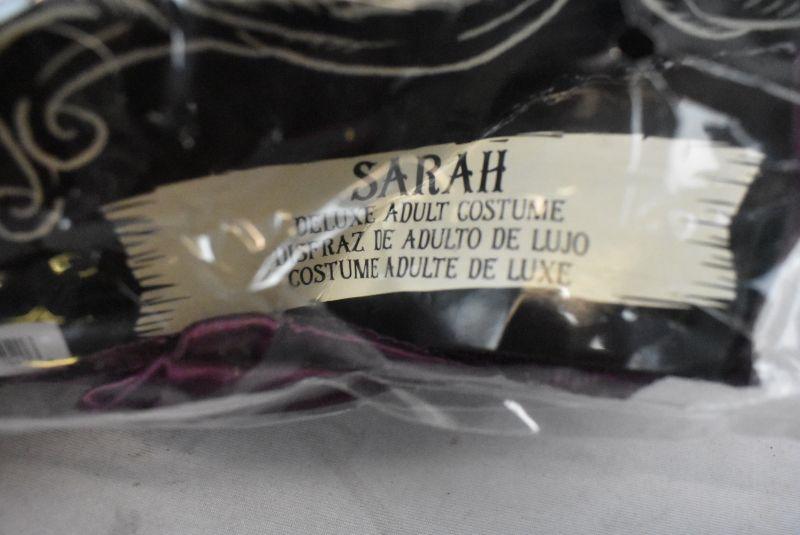 SARAH
DELUXE ADULT COSTUME
DISFRAZ DE ADULTO DE LUJO
COSTUME ADULTE DE LUXE